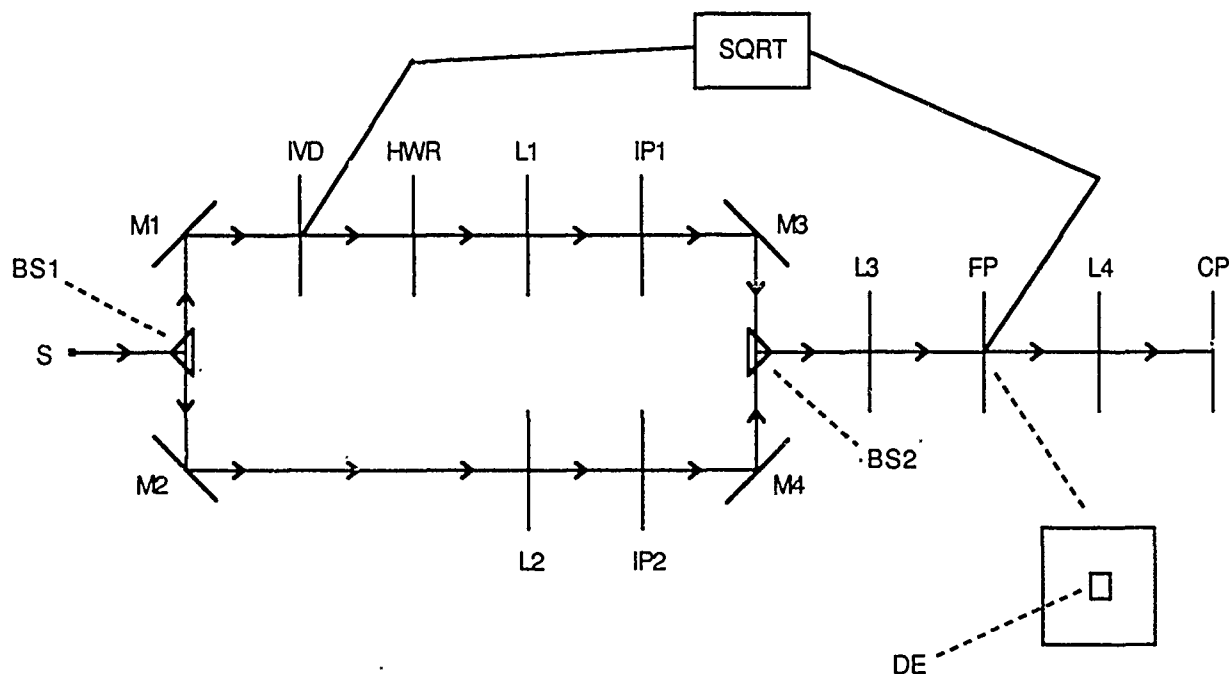 SQRT
IVD HWR L1 IP1
M1 M3
BS1 L3 FP L4 CP
S
M2 M4 BS2
L2 IP2
DE